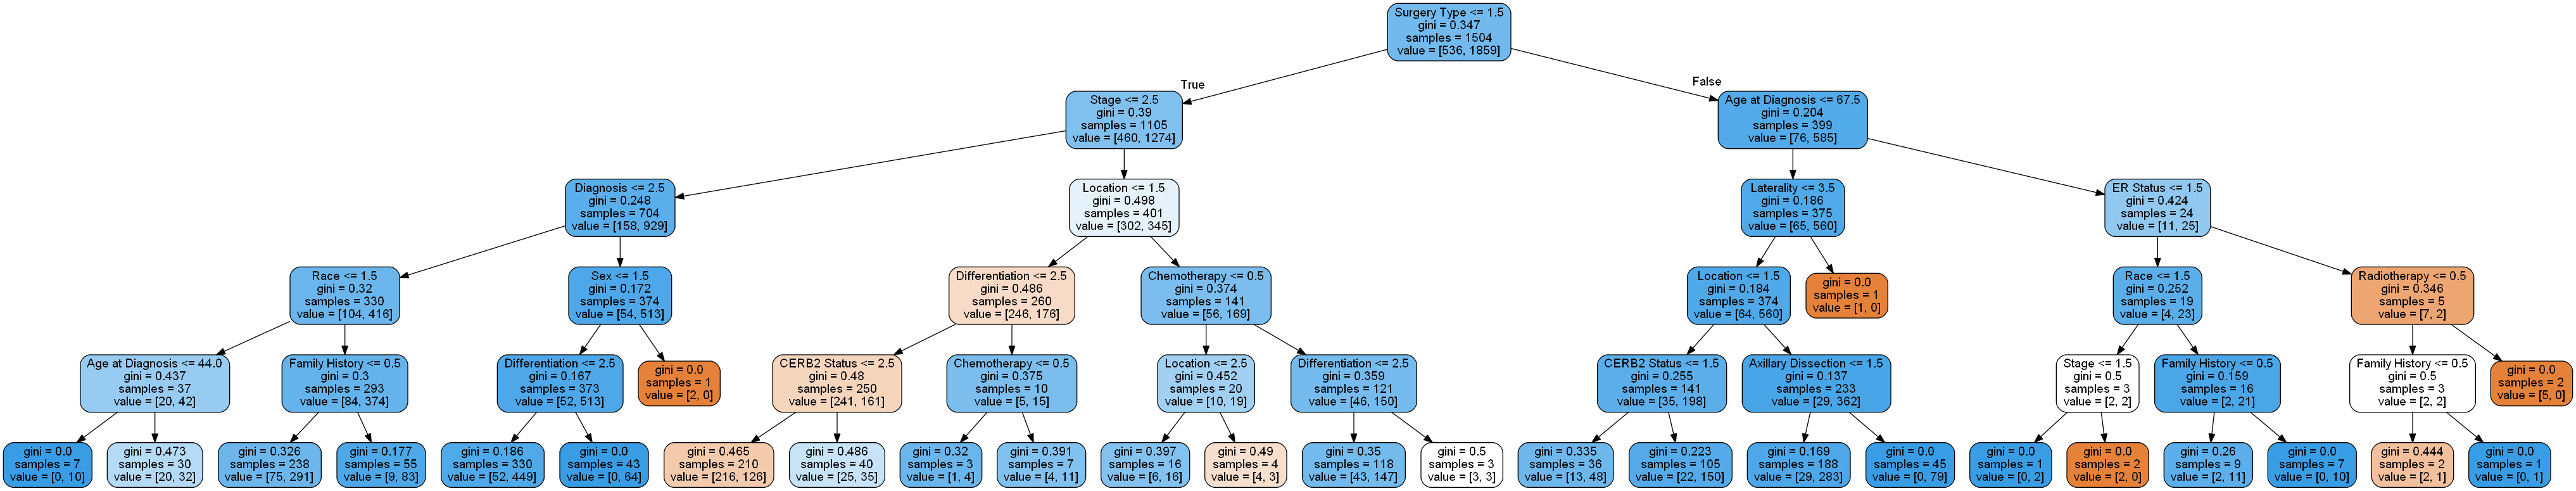 Surgery Type <= 1.5
gini = 0.347
samples = 1504
value = [536, 1859]
True
False
Stage <= 2.5
gini = 0.39
samples = 1105
value = [460, 1274]
Age at Diagnosis <= 67.5
gini = 0.204
samples = 399
value = [76, 585]
Diagnosis <= 2.5
gini = 0.248
samples = 704
value = [158, 929]
Location <= 1.5
gini = 0.498
samples = 401
value = [302, 345]
Laterality <= 3.5
gini = 0.186
samples = 375
value = [65, 560]
ER Status <= 1.5
gini = 0.424
samples = 24
value = [11, 25]
Race <= 1.5
gini = 0.32
samples = 330
value = [104, 416]
Sex <= 1.5
gini = 0.172
samples = 374
value = [54, 513]
Differentiation <= 2.5
gini = 0.486
samples = 260
value = [246, 176]
Chemotherapy <= 0.5
gini = 0.374
samples = 141
value = [56, 169]
Location <= 1.5
gini = 0.184
samples = 374
value = [64, 560]
gini = 0.0
samples = 1
value = [1, 0]
Race <= 1.5
gini = 0.252
samples = 19
value = [4, 23]
Radiotherapy <= 0.5
gini = 0.346
samples = 5
value = [7, 2]
Age at Diagnosis <= 44.0
gini = 0.437
samples = 37
value = [20, 42]
Family History <= 0.5
gini = 0.3
samples = 293
value = [84, 374]
Differentiation <= 2.5
gini = 0.167
samples = 373
value = [52, 513]
gini = 0.0
samples = 1
value = [2, 0]
CERB2 Status <= 2.5
gini = 0.48
samples = 250
value = [241, 161]
Chemotherapy <= 0.5
gini = 0.375
samples = 10
value = [5, 15]
Location <= 2.5
gini = 0.452
samples = 20
value = [10, 19]
Differentiation <= 2.5
gini = 0.359
samples = 121
value = [46, 150]
CERB2 Status <= 1.5
gini = 0.255
samples = 141
value = [35, 198]
Axillary Dissection <= 1.5
gini = 0.137
samples = 233
value = [29, 362]
Stage <= 1.5
gini = 0.5
samples = 3
value = [2, 2]
Family History <= 0.5
gini = 0.159
samples = 16
value = [2, 21]
Family History <= 0.5
gini = 0.5
samples = 3
value = [2, 2]
gini = 0.0
samples = 2
value = [5, 0]
gini = 0.0
samples = 7
value = [0, 10]
gini = 0.473
samples = 30
value = [20, 32]
gini = 0.326
samples = 238
value = [75, 291]
gini = 0.177
samples = 55
value = [9, 83]
gini = 0.186
samples = 330
value = [52, 449]
gini = 0.0
samples = 43
value = [0, 64]
gini = 0.465
samples = 210
value = [216, 126]
gini = 0.486
samples = 40
value = [25, 35]
gini = 0.32
samples = 3
value = [1, 4]
gini = 0.391
samples = 7
value = [4, 11]
gini = 0.397
samples = 16
value = [6, 16]
gini = 0.49
samples = 4
value = [4, 3]
gini = 0.35
samples = 118
value = [43, 147]
gini = 0.5
samples = 3
value = [3, 3]
gini = 0.335
samples = 36
value = [13, 48]
gini = 0.223
samples = 105
value = [22, 150]
gini = 0.169
samples = 188
value = [29, 283]
gini = 0.0
samples = 45
value = [0, 79]
gini = 0.0
samples = 1
value = [0, 2]
gini = 0.0
samples = 2
value = [2, 0]
gini = 0.26
samples = 9
value = [2, 11]
gini = 0.0
samples = 7
value = [0, 10]
gini = 0.444
samples = 2
value = [2, 1]
gini = 0.0
samples = 1
value = [0, 1]